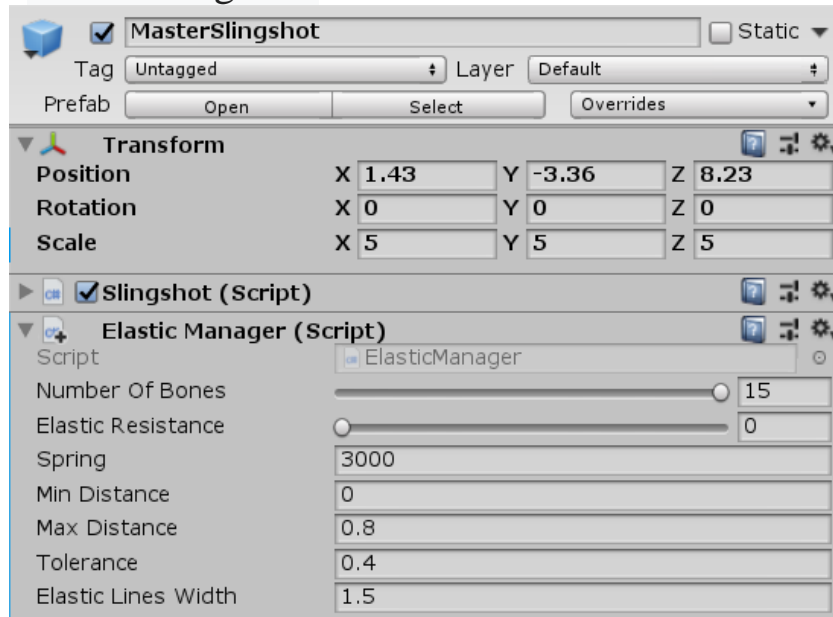 MasterSlingshot Static
Tag Untagged Layer Default
Prefab Open Select Overrides
Transform
Position X 1.43 Y -3.36 Z 8.23
Rotation X 0 Y 0 Z 0
Scale X 5 Y 5 Z 5
Slingshot (Script)
Elastic Manager (Script)
Script ElasticManager
Number Of Bones 15
Elastic Resistance 0
Spring 3000
Min Distance 0
Max Distance 0.8
Tolerance 0.4
Elastic Lines Width 1.5